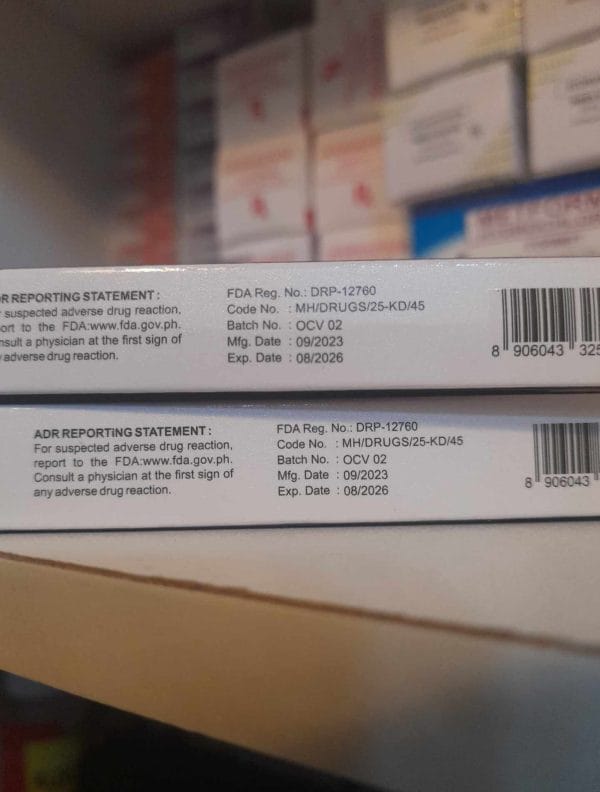 METFORM
R REPORTING STATEMENT :
suspected adverse drug reaction,
ort to the FDA:www.fda.gov.ph.
nsult a physician at the first sign of
adverse drug reaction.
FDA Reg. No.: DRP-12760
Code No. : MH/DRUGS/25-KD/45
Batch No. : OCV 02
Mfg. Date : 09/2023
Exp. Date : 08/2026
8 906043 325
ADR REPORTING STATEMENT :
For suspected adverse drug reaction,
report to the FDA:www.fda.gov.ph.
Consult a physician at the first sign of
any adverse drug reaction.
FDA Reg. No.: DRP-12760
Code No. : MH/DRUGS/25-KD/45
Batch No. : OCV 02
Mfg. Date : 09/2023
Exp. Date : 08/2026
8 906043